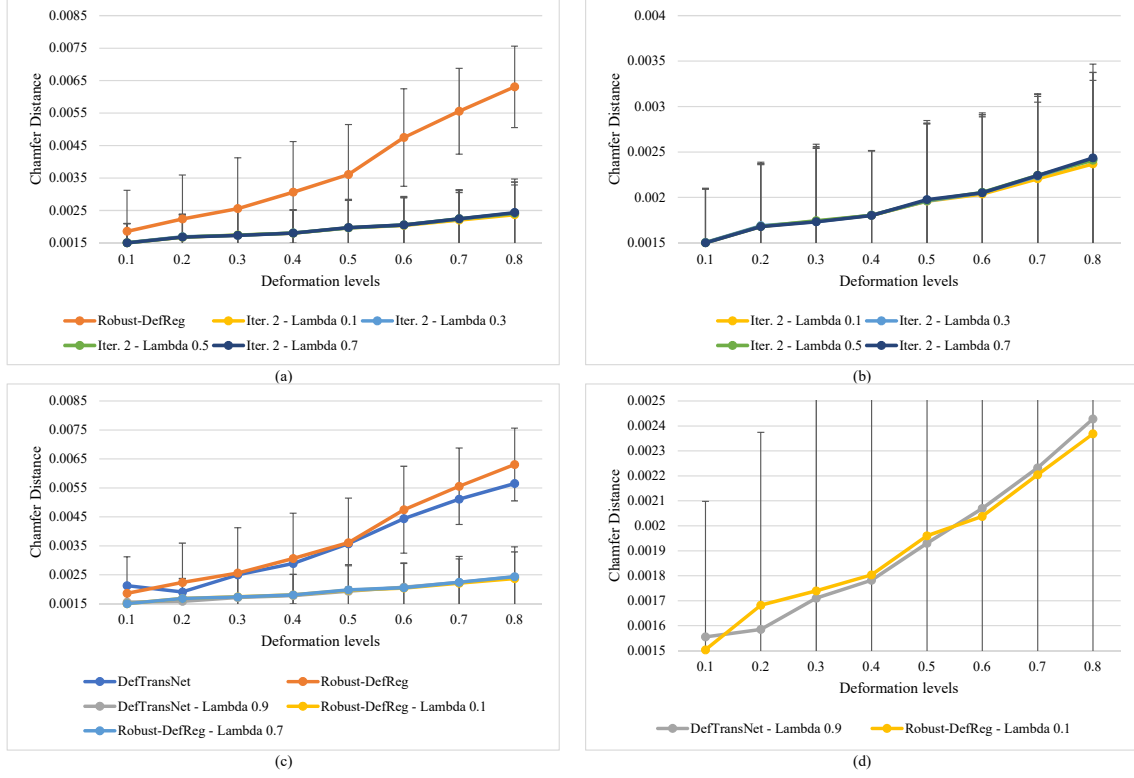 0.0085
0.0075
0.0065
0.0055
0.0045
0.0035
0.0025
0.0015
Chamfer Distance
0.1 0.2 0.3 0.4 0.5 0.6 0.7 0.8
Deformation levels
Robust-DefReg Iter. 2 - Lambda 0.1 Iter. 2 - Lambda 0.3
Iter. 2 - Lambda 0.5 Iter. 2 - Lambda 0.7
(a)
0.004
0.0035
0.003
0.0025
0.002
0.0015
Chamfer Distance
0.1 0.2 0.3 0.4 0.5 0.6 0.7 0.8
Deformation levels
Iter. 2 - Lambda 0.1 Iter. 2 - Lambda 0.3
Iter. 2 - Lambda 0.5 Iter. 2 - Lambda 0.7
(b)
0.0085
0.0075
0.0065
0.0055
0.0045
0.0035
0.0025
0.0015
Chamfer Distance
0.1 0.2 0.3 0.4 0.5 0.6 0.7 0.8
Deformation levels
DefTransNet Robust-DefReg
DefTransNet - Lambda 0.9 Robust-DefReg - Lambda 0.1
Robust-DefReg - Lambda 0.7
(c)
0.0025
0.0024
0.0023
0.0022
0.0021
0.002
0.0019
0.0018
0.0017
0.0016
0.0015
Chamfer Distance
0.1 0.2 0.3 0.4 0.5 0.6 0.7 0.8
Deformation levels
DefTransNet - Lambda 0.9 Robust-DefReg - Lambda 0.1
(d)